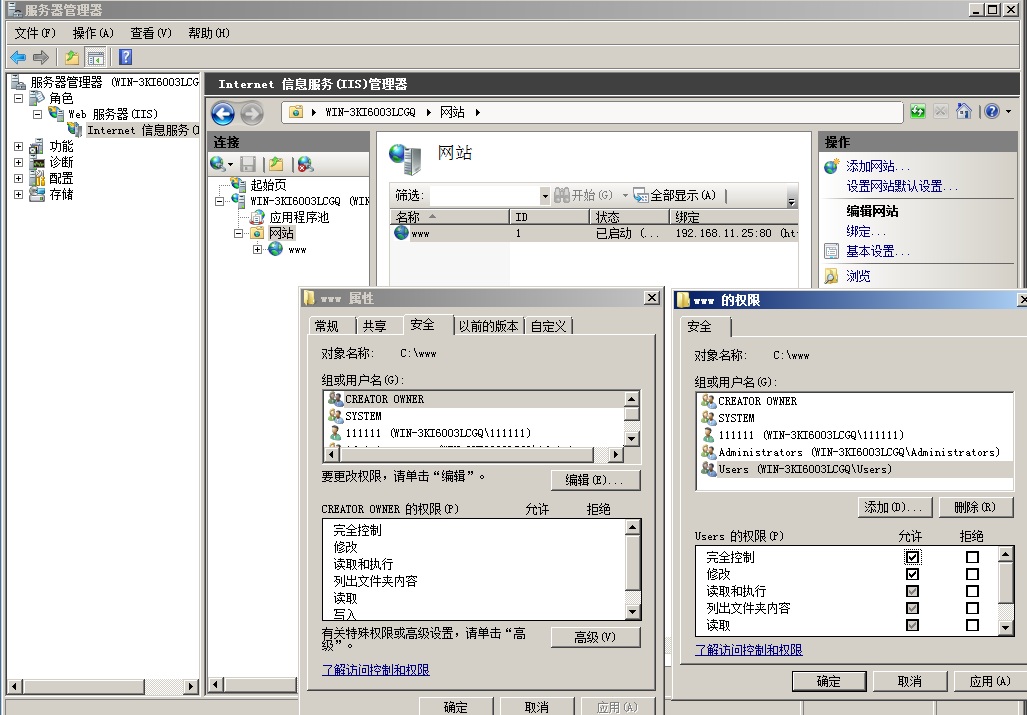 服务器管理器
文件(F) 操作(A) 查看(V) 帮助(H)
服务器管理器 (WIN-3KI6003LCG
角色
Web 服务器(IIS)
Internet 信息服务(I
功能
诊断
配置
存储
Internet 信息服务(IIS)管理器
WIN-3KI6003LCGQ 网站
连接
起始页
WIN-3KI6003LCGQ (WIN
应用程序池
网站
www
网站
筛选: 开始(G) 全部显示(A)
名称 ID 状态 绑定
www 1 已启动 (... 192.168.11.25:80 (ht
操作
添加网站...
设置网站默认设置...
编辑网站
绑定...
基本设置...
浏览
www 属性
常规 共享 安全 以前的版本 自定义
对象名称: C:\www
组或用户名(G):
CREATOR OWNER
SYSTEM
111111 (WIN-3KI6003LCGQ\111111)
要更改权限，请单击“编辑”。 编辑(E)...
CREATOR OWNER 的权限(P) 允许 拒绝
完全控制
修改
读取和执行
列出文件夹内容
读取
写入
有关特殊权限或高级设置，请单击“高
级”。
高级(V)
了解访问控制和权限
确定 取消 应用(A)
www 的权限
安全
对象名称: C:\www
组或用户名(G):
CREATOR OWNER
SYSTEM
111111 (WIN-3KI6003LCGQ\111111)
Administrators (WIN-3KI6003LCGQ\Administrators)
Users (WIN-3KI6003LCGQ\Users)
添加(D)... 删除(R)
Users 的权限(P) 允许 拒绝
完全控制
修改
读取和执行
列出文件夹内容
读取
了解访问控制和权限
确定 取消 应用(A)